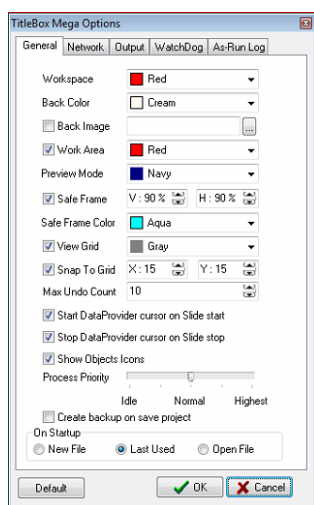 TitleBox Mega Options
General Network Output WatchDog As-Run Log
Workspace Red
Back Color Cream
Back Image ...
Work Area Red
Preview Mode Navy
Safe Frame V : 90 % H : 90 %
Safe Frame Color Aqua
View Grid Gray
Snap To Grid X : 15 Y : 15
Max Undo Count 10
Start DataProvider cursor on Slide start
Stop DataProvider cursor on Slide stop
Show Objects Icons
Process Priority
Idle Normal Highest
Create backup on save project
On Startup
New File Last Used Open File
Default OK Cancel